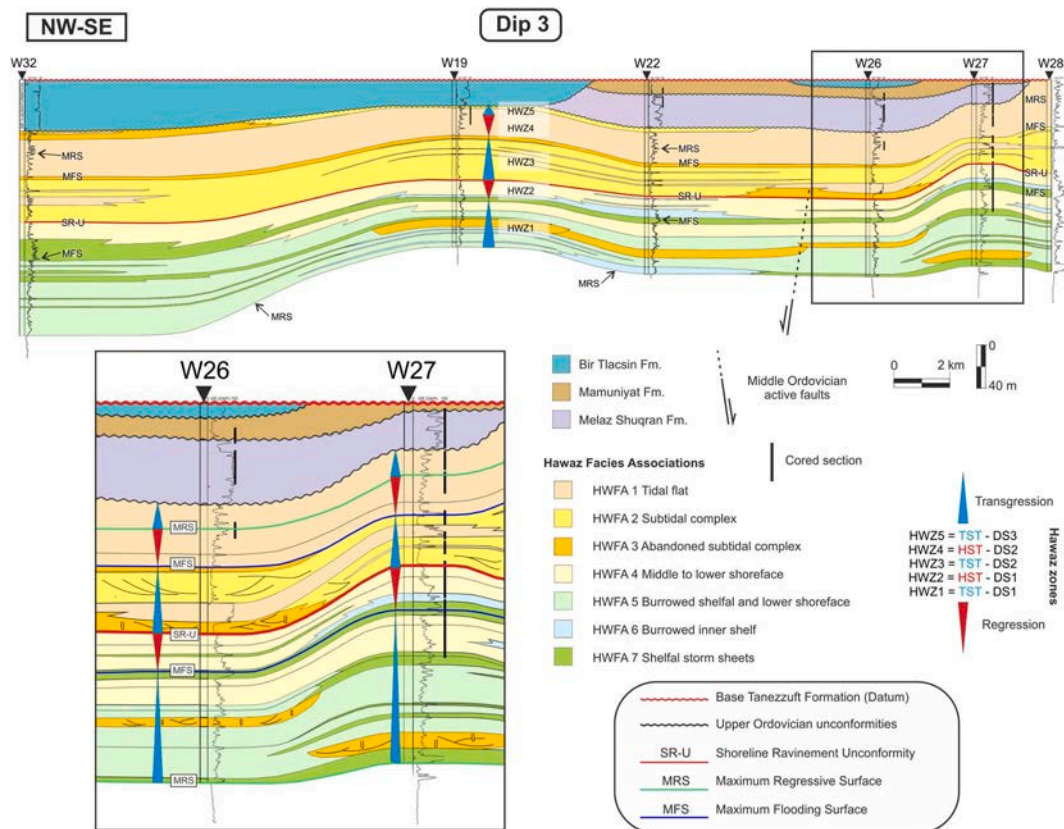 NW-SE
Dip 3
W32
W19
W22
W26
W27
W28
HWZ5
HWZ4
HWZ3
HWZ2
HWZ1
MRS
MFS
SR-U
MFS
MRS
MRS
MFS
SR-U
MFS
MRS
MRS
MFS
SR-U
MFS
W26
W27
MRS
MFS
SR-U
MFS
MRS
Bir Tlacsin Fm.
Mamuniyat Fm.
Melaz Shuqran Fm.
Middle Ordovician
active faults
0
2 km
0
40 m
Cored section
Hawaz Facies Associations
HWFA 1 Tidal flat
HWFA 2 Subtidal complex
HWFA 3 Abandoned subtidal complex
HWFA 4 Middle to lower shoreface
HWFA 5 Burrowed shelfal and lower shoreface
HWFA 6 Burrowed inner shelf
HWFA 7 Shelfal storm sheets
Transgression
HWZ5 = TST - DS3
HWZ4 = HST - DS2
HWZ3 = TST - DS2
HWZ2 = HST - DS1
HWZ1 = TST - DS1
Hawaz zones
Regression
Base Tanezzuft Formation (Datum)
Upper Ordovician unconformities
SR-U Shoreline Ravinement Unconformity
MRS Maximum Regressive Surface
MFS Maximum Flooding Surface